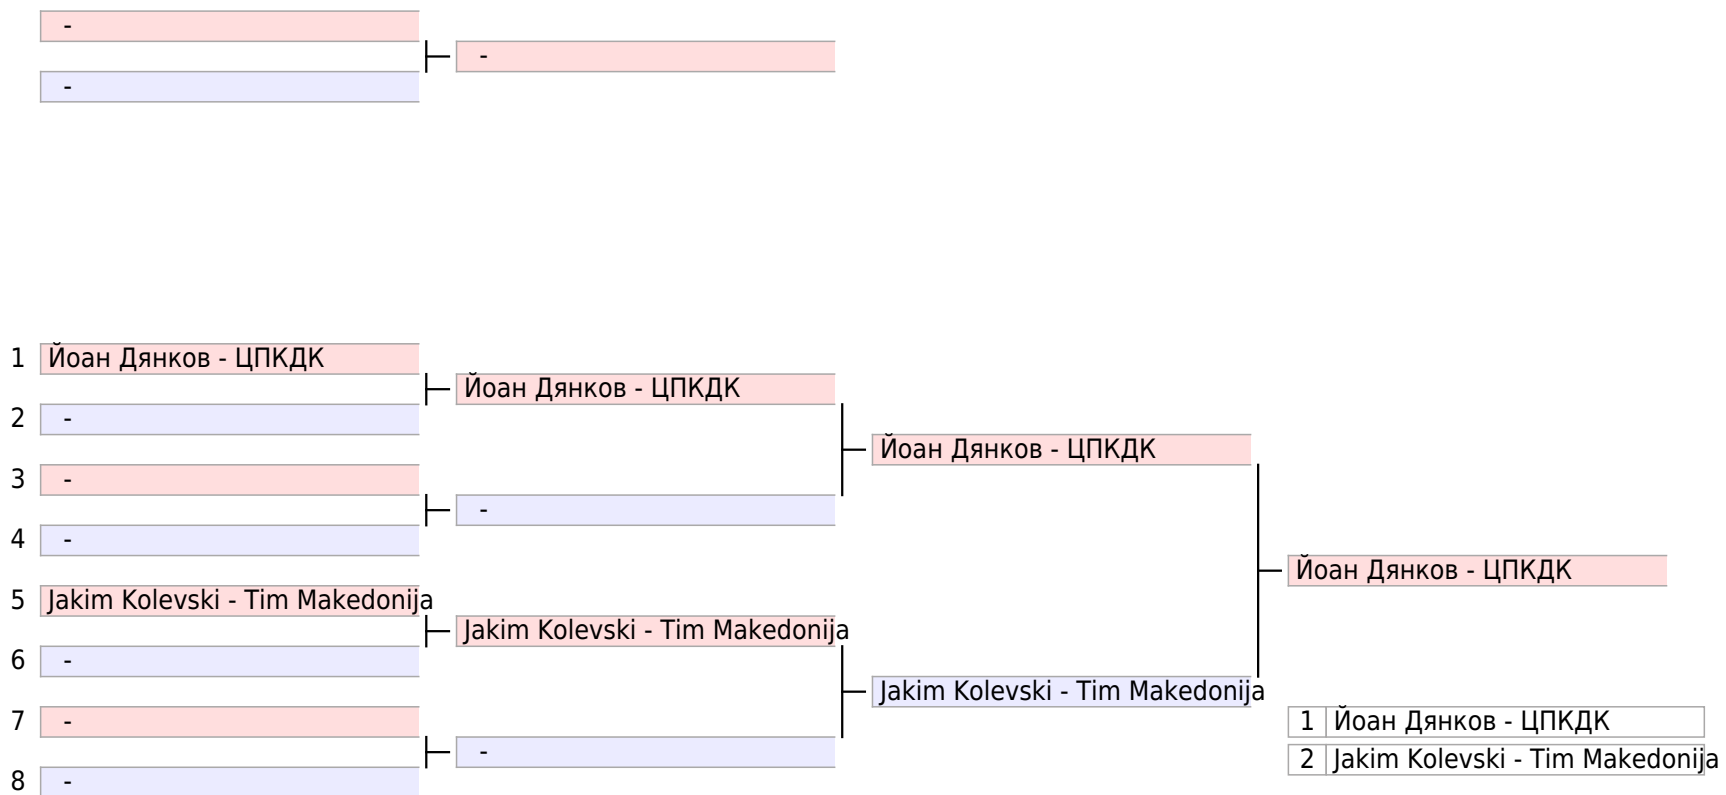 -
-
-
1 Йоан Дянков - ЦПКДК
Йоан Дянков - ЦПКДК
2 -
Йоан Дянков - ЦПКДК
3 -
-
4 -
Йоан Дянков - ЦПКДК
5 Jakim Kolevski - Tim Makedonija
Jakim Kolevski - Tim Makedonija
6 -
Jakim Kolevski - Tim Makedonija
7 -
1 Йоан Дянков - ЦПКДК
-
2 Jakim Kolevski - Tim Makedonija
8 -